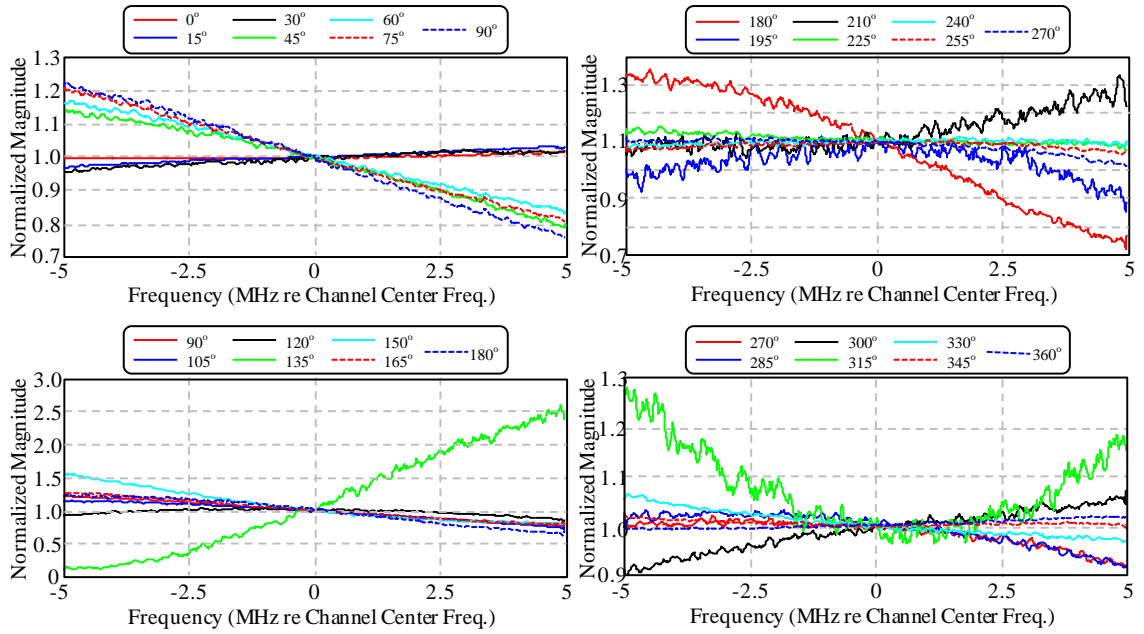 0° 30° 60° 90°
15° 45° 75°
Normalized Magnitude
1.3
1.2
1.1
1.0
0.9
0.8
0.7
-5 -2.5 0 2.5 5
Frequency (MHz re Channel Center Freq.)
180° 210° 240° 270°
195° 225° 255°
Normalized Magnitude
1.3
1.1
0.9
0.7
-5 -2.5 0 2.5 5
Frequency (MHz re Channel Center Freq.)
90° 120° 150° 180°
105° 135° 165°
Normalized Magnitude
3.0
2.5
2.0
1.5
1.0
0.5
0
-5 -2.5 0 2.5 5
Frequency (MHz re Channel Center Freq.)
270° 300° 330° 360°
285° 315° 345°
Normalized Magnitude
1.3
1.2
1.1
1.0
0.9
-5 -2.5 0 2.5 5
Frequency (MHz re Channel Center Freq.)